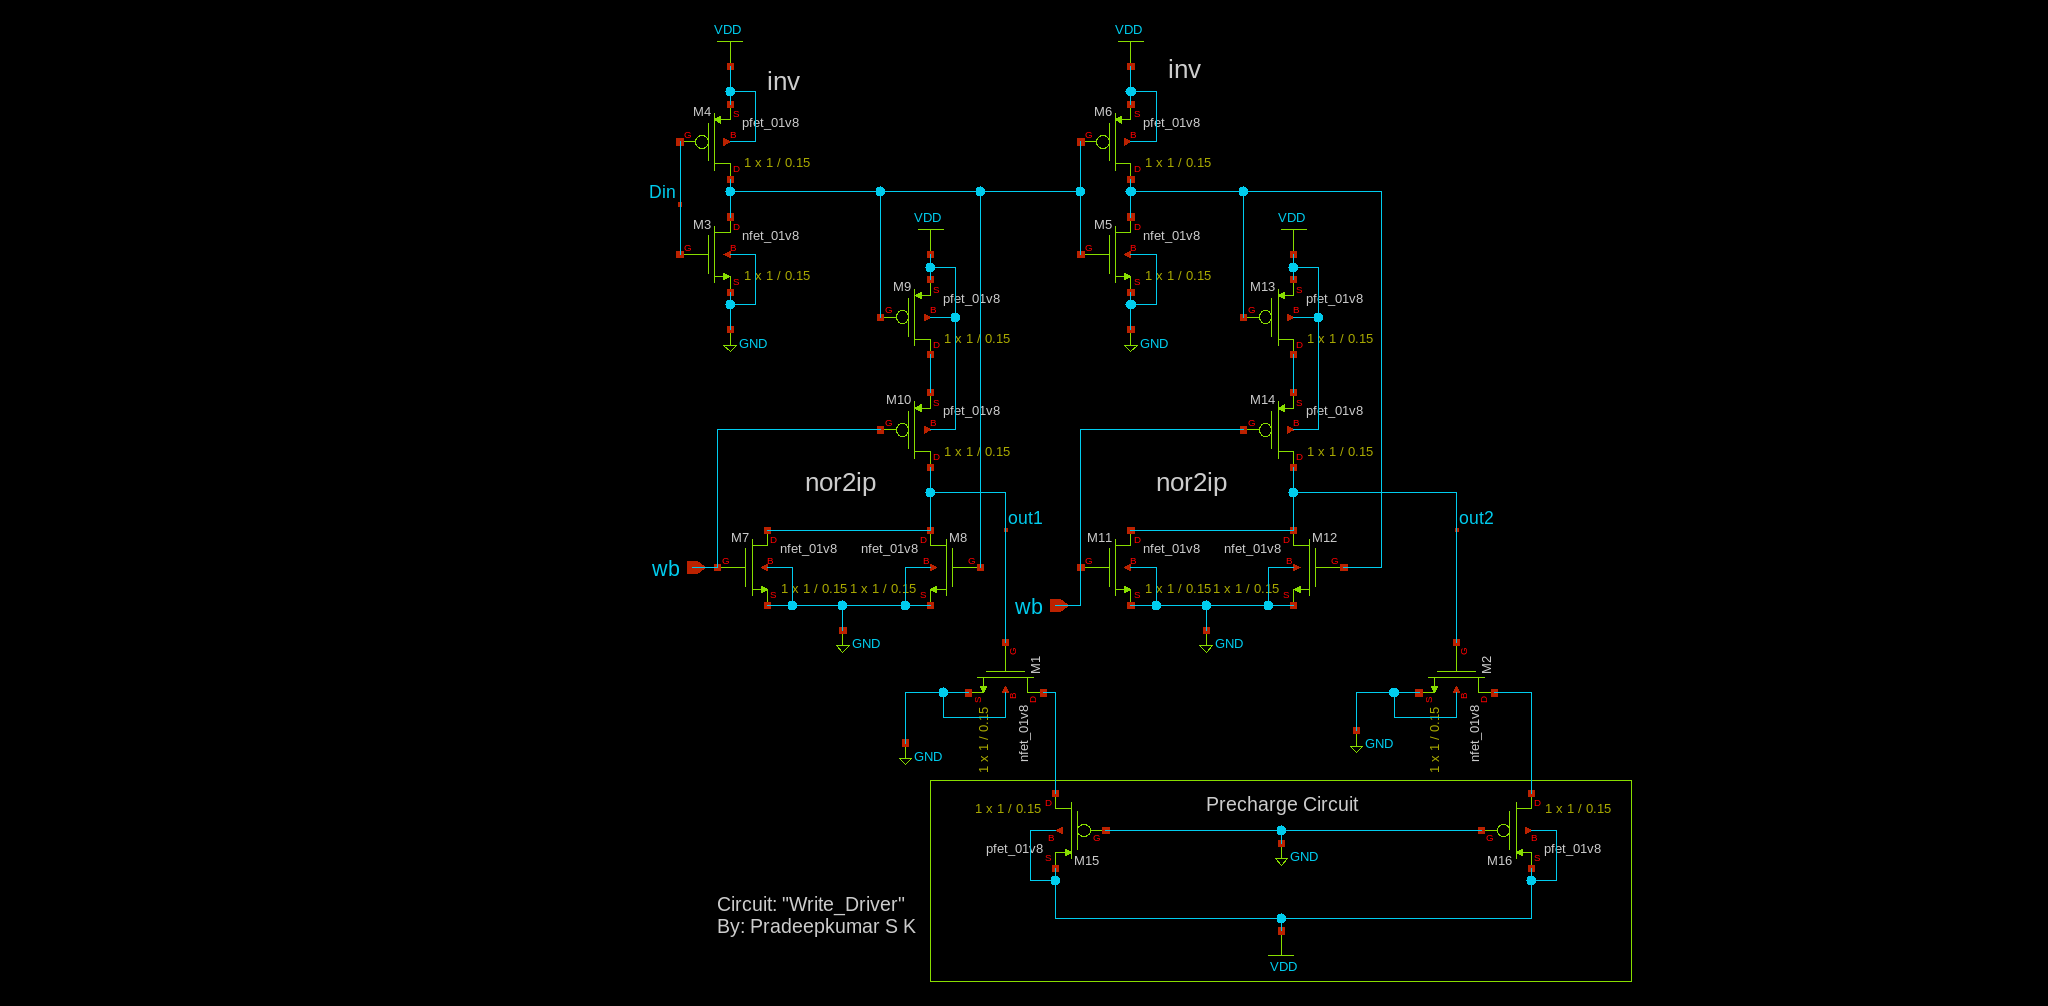 VDD
VDD
inv
inv
M4
S
pfet_01v8
G
B
1 x 1 / 0.15
D
M6
S
pfet_01v8
G
B
1 x 1 / 0.15
D
Din
M3
D
nfet_01v8
G
B
1 x 1 / 0.15
S
GND
M5
D
nfet_01v8
G
B
1 x 1 / 0.15
S
GND
VDD
M9
S
pfet_01v8
G
B
1 x 1 / 0.15
D
VDD
M13
S
pfet_01v8
G
B
1 x 1 / 0.15
D
M10
S
pfet_01v8
G
B
1 x 1 / 0.15
D
M14
S
pfet_01v8
G
B
1 x 1 / 0.15
D
nor2ip
nor2ip
out1
out2
M7
D
nfet_01v8
G
B
1 x 1 / 0.15
S
nfet_01v8
D
M8
B
G
1 x 1 / 0.15
S
wb
GND
M11
D
nfet_01v8
G
B
1 x 1 / 0.15
S
nfet_01v8
D
M12
B
G
1 x 1 / 0.15
S
wb
GND
G
M1
S
B
D
1 x 1 / 0.15
nfet_01v8
GND
G
M2
S
B
D
1 x 1 / 0.15
nfet_01v8
GND
Precharge Circuit
1 x 1 / 0.15
D
B
G
pfet_01v8
S
M15
GND
D
1 x 1 / 0.15
G
B
pfet_01v8
M16
S
VDD
Circuit: "Write_Driver"
By: Pradeepkumar S K